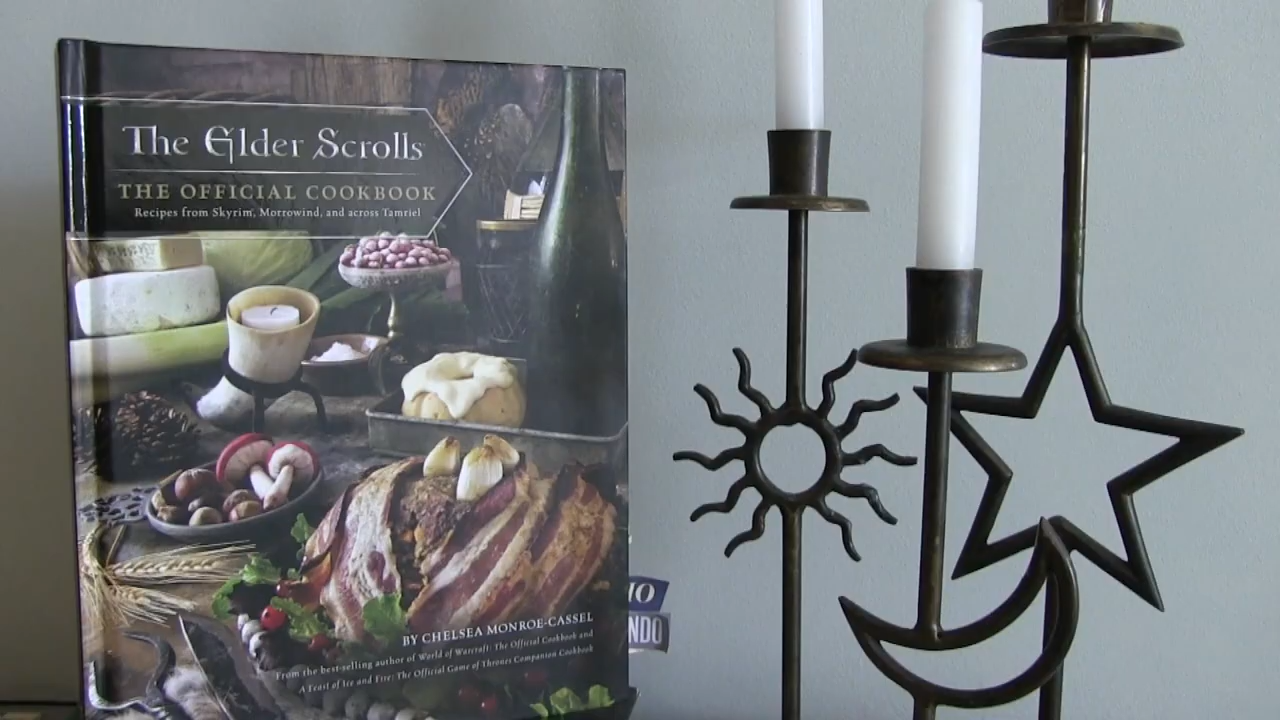 The Elder Scrolls
THE OFFICIAL COOKBOOK
Recipes from Skyrim, Morrowind, and across Tamriel
BY CHELSEA MONROE-CASSEL
From the best-selling author of World of Warcraft: The Official Cookbook and
A Feast of Ice and Fire: The Official Game of Thrones Companion Cookbook